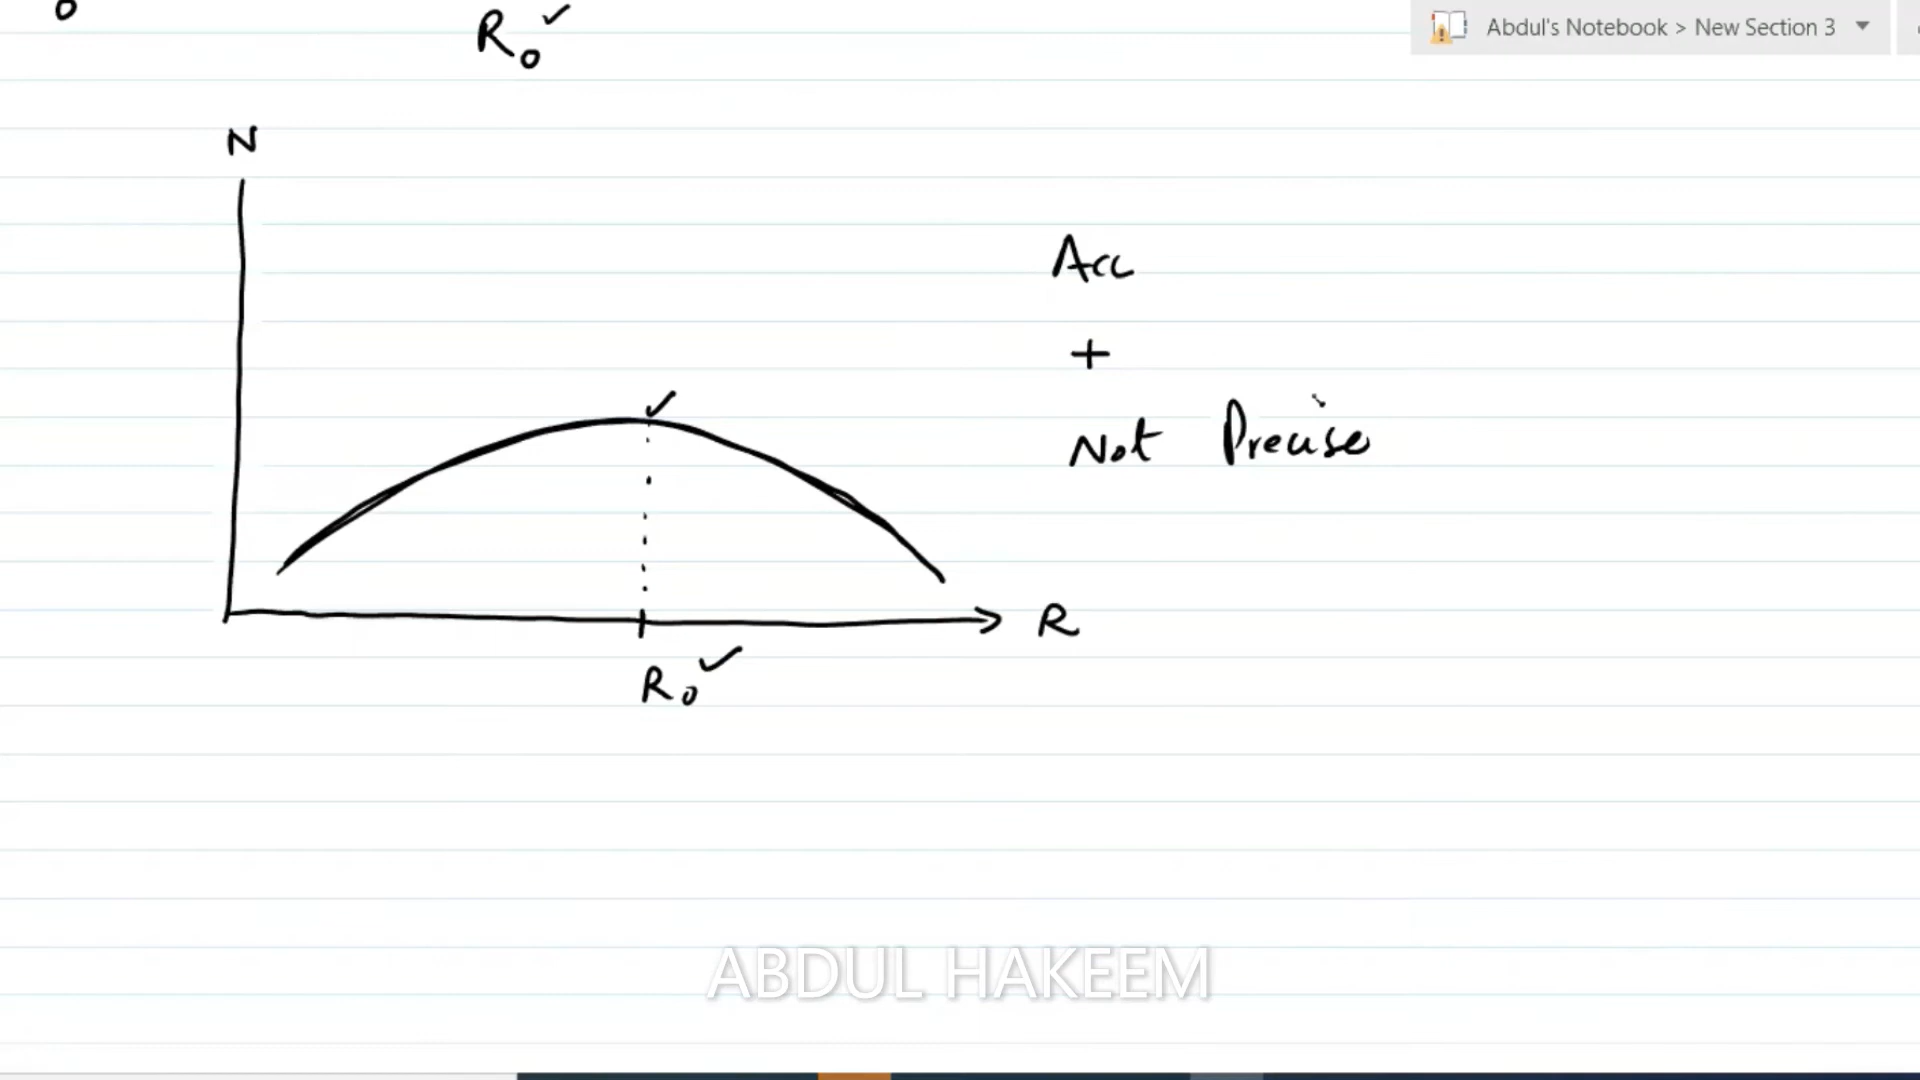 R₀ ✓
Abdul's Notebook > New Section 3
N
Acc
+
Not Precise
✓
R
R₀ ✓
ABDUL HAKEEM